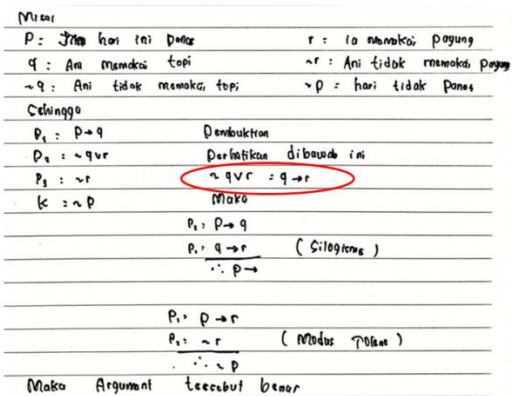 Misal
P : Jika hari ini panas r : ia memakai payung
q : Ani memakai topi ~r : Ani tidak memakai payung
~q : Ani tidak memakai topi ~p : hari tidak panas
Sehingga
P₁ : p→q Pembuktian
P₂ : ~q∨r Perhatikan dibawah ini
P₃ : ~r ~q∨r = q→r
K : ~p Maka
P₁ : p→q
P₂ : q→r (Silogisme)
∴ p→
P₁ : p→r
P₂ : ~r (Modus Tolens)
∴ ~p
Maka Argument tersebut benar